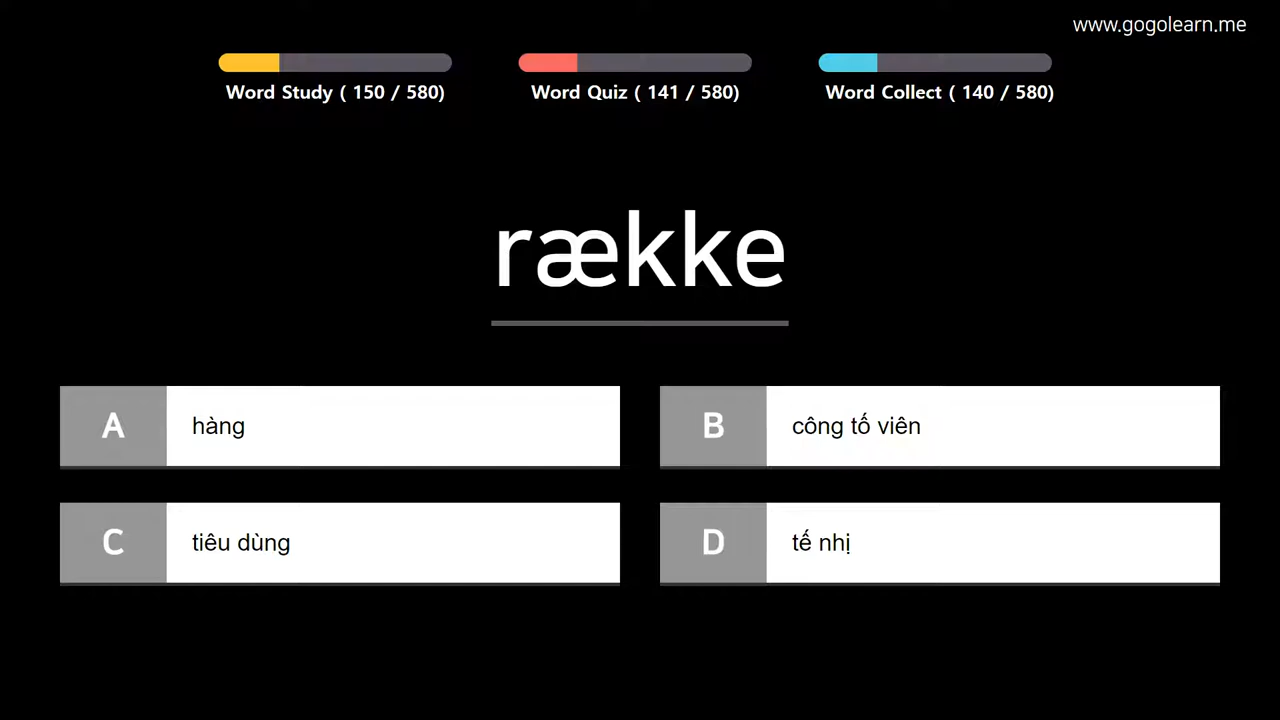 www.gogolearn.me
Word Study ( 150 / 580)
Word Quiz ( 141 / 580)
Word Collect ( 140 / 580)
række
A hàng
B công tố viên
C tiêu dùng
D tế nhị